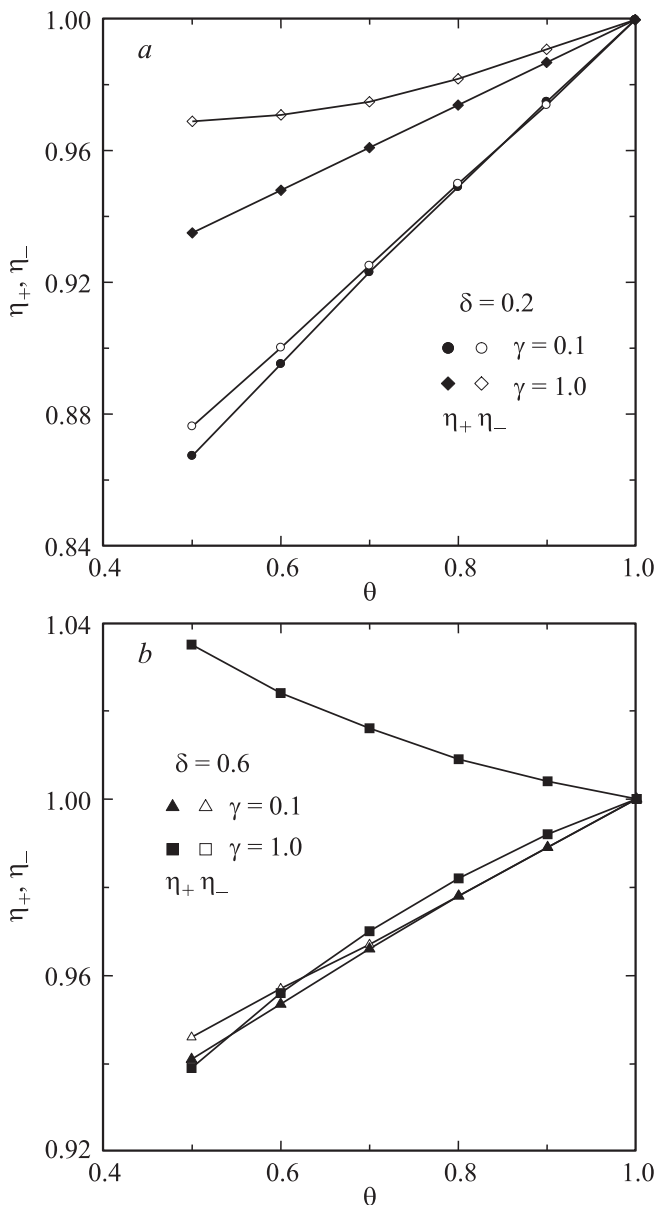 1.00
a
0.96
η₊, η₋
0.92
δ = 0.2
γ = 0.1
0.88
γ = 1.0
η₊ η₋
0.84
0.4 0.6 0.8 1.0
θ
1.04
b
δ = 0.6
1.00
γ = 0.1
γ = 1.0
η₊, η₋
η₊ η₋
0.96
0.92
0.4 0.6 0.8 1.0
θ